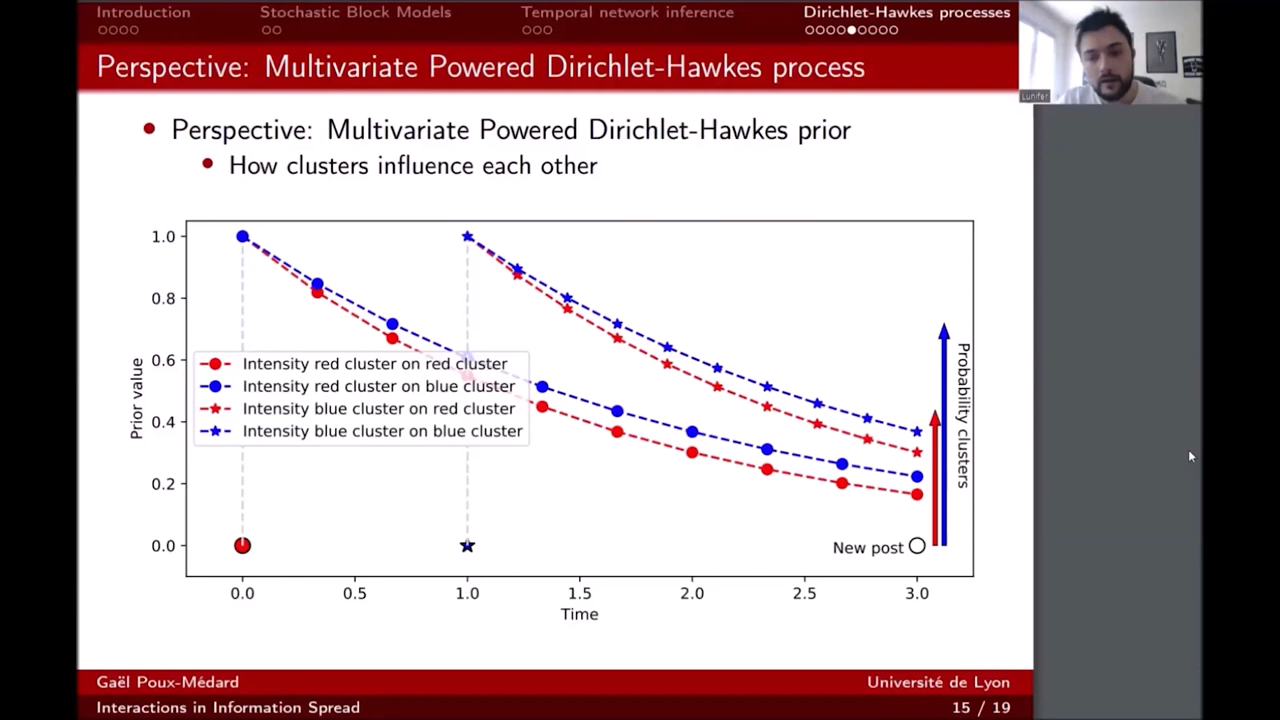 Introduction
Stochastic Block Models
Temporal network inference
Dirichlet-Hawkes processes
Perspective: Multivariate Powered Dirichlet-Hawkes process
Lunifer
Perspective: Multivariate Powered Dirichlet-Hawkes prior
How clusters influence each other
Prior value
1.0
0.8
0.6
0.4
0.2
0.0
Intensity red cluster on red cluster
Intensity red cluster on blue cluster
Intensity blue cluster on red cluster
Intensity blue cluster on blue cluster
Probability clusters
New post
0.0 0.5 1.0 1.5 2.0 2.5 3.0
Time
Gaël Poux-Médard
Université de Lyon
Interactions in Information Spread
15 / 19